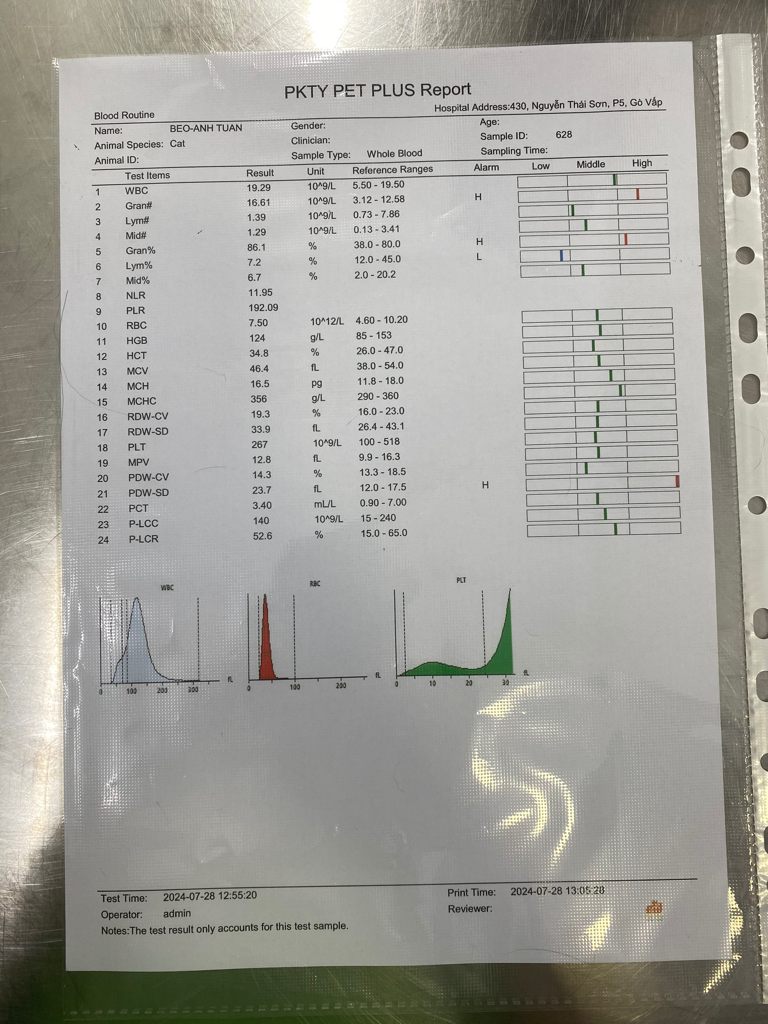 PKTY PET PLUS Report
Blood Routine Hospital Address:430, Nguyễn Thái Sơn, P5, Gò Vấp
Name: BEO-ANH TUAN Gender: Age:
Animal Species: Cat Clinician: Sample ID: 628
Animal ID: Sample Type: Whole Blood Sampling Time:
Test Items Result Unit Reference Ranges Alarm Low Middle High
1 WBC 19.29 10^9/L 5.50 - 19.50
2 Gran# 16.61 10^9/L 3.12 - 12.58 H
3 Lym# 1.39 10^9/L 0.73 - 7.86
4 Mid# 1.29 10^9/L 0.13 - 3.41
5 Gran% 86.1 % 38.0 - 80.0 H
6 Lym% 7.2 % 12.0 - 45.0 L
7 Mid% 6.7 % 2.0 - 20.2
8 NLR 11.95
9 PLR 192.09
10 RBC 7.50 10^12/L 4.60 - 10.20
11 HGB 124 g/L 85 - 153
12 HCT 34.8 % 26.0 - 47.0
13 MCV 46.4 fL 38.0 - 54.0
14 MCH 16.5 pg 11.8 - 18.0
15 MCHC 356 g/L 290 - 360
16 RDW-CV 19.3 % 16.0 - 23.0
17 RDW-SD 33.9 fL 26.4 - 43.1
18 PLT 267 10^9/L 100 - 518
19 MPV 12.8 fL 9.9 - 16.3
20 PDW-CV 14.3 % 13.3 - 18.5
21 PDW-SD 23.7 fL 12.0 - 17.5 H
22 PCT 3.40 mL/L 0.90 - 7.00
23 P-LCC 140 10^9/L 15 - 240
24 P-LCR 52.6 % 15.0 - 65.0
WBC RBC PLT
0 100 200 300 fL 0 100 200 fL 0 10 20 30 fL
Test Time: 2024-07-28 12:55:20 Print Time: 2024-07-28 13:05:28
Operator: admin Reviewer:
Notes:The test result only accounts for this test sample.